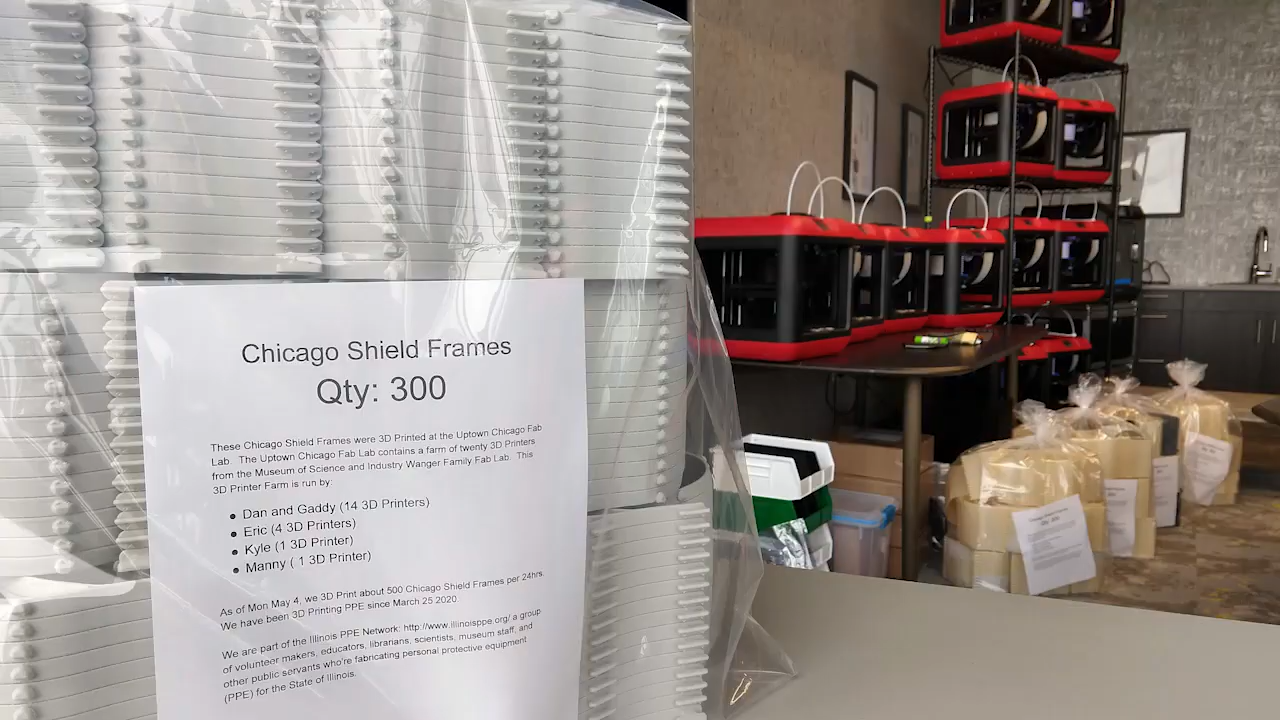 Chicago Shield Frames
Qty: 300
These Chicago Shield Frames were 3D Printed at the Uptown Chicago Fab
Lab. The Uptown Chicago Fab Lab contains a farm of twenty 3D Printers
from the Museum of Science and Industry Wanger Family Fab Lab. This
3D Printer Farm is run by:
• Dan and Gaddy (14 3D Printers)
• Eric (4 3D Printers)
• Kyle (1 3D Printer)
• Manny ( 1 3D Printer)
As of Mon May 4, we 3D Print about 500 Chicago Shield Frames per 24hrs.
We have been 3D Printing PPE since March 25 2020.
We are part of the Illinois PPE Network: http://www.illinoisppe.org/ a group
of volunteer makers, educators, librarians, scientists, museum staff, and
other public servants who're fabricating personal protective equipment
(PPE) for the State of Illinois.
Chicago Shield Frames